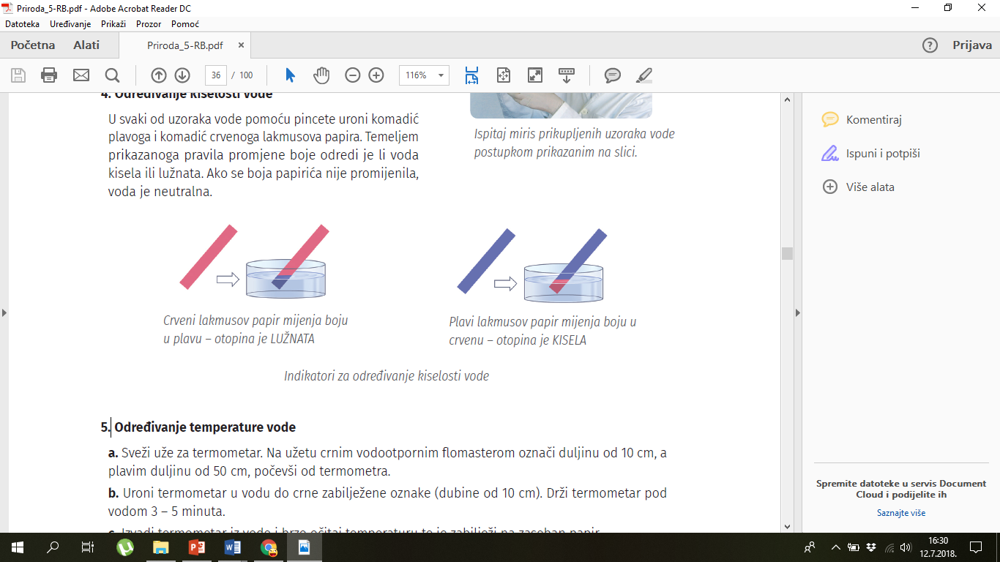 Priroda_5-RB.pdf - Adobe Acrobat Reader DC
Datoteka Uređivanje Prikaži Prozor Pomoć
Početna Alati Priroda_5-RB.pdf × Prijava
36 / 100 116%
4. Određivanje kiselosti vode
U svaki od uzoraka vode pomoću pincete uroni komadić
plavoga i komadić crvenoga lakmusova papira. Temeljem
prikazanoga pravila promjene boje odredi je li voda
kisela ili lužnata. Ako se boja papirića nije promijenila,
voda je neutralna.
Ispitaj miris prikupljenih uzoraka vode
postupkom prikazanim na slici.
Crveni lakmusov papir mijenja boju
u plavu – otopina je LUŽNATA
Plavi lakmusov papir mijenja boju u
crvenu – otopina je KISELA
Indikatori za određivanje kiselosti vode
5. Određivanje temperature vode
a. Sveži uže za termometar. Na užetu crnim vodootpornim flomasterom označi duljinu od 10 cm, a
plavim duljinu od 50 cm, počevši od termometra.
b. Uroni termometar u vodu do crne zabilježene oznake (dubine od 10 cm). Drži termometar pod
vodom 3 – 5 minuta.
c. Izvadi termometar iz vode i brzo očitaj temperaturu te je zabilježi na zaseban papir.
Komentiraj
Ispuni i potpiši
Više alata
Spremite datoteke u servis Document
Cloud i podijelite ih
Saznajte više
16:30
12.7.2018.